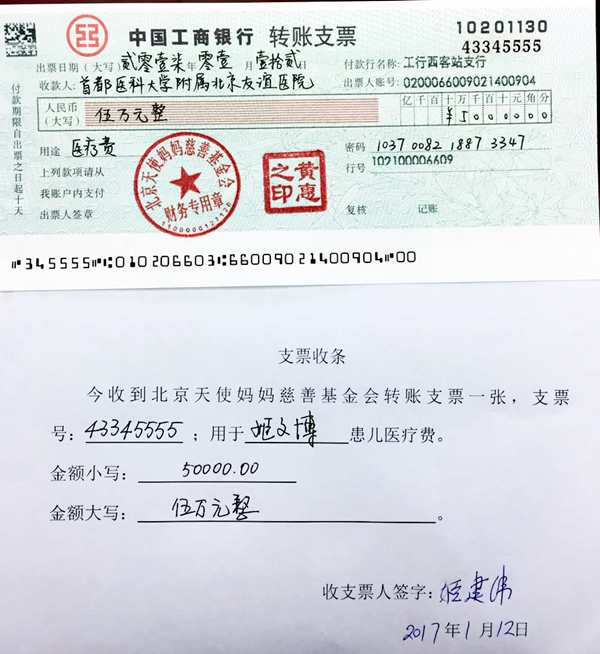 中国工商银行 转账支票 10201130
43345555
出票日期(大写)贰零壹柒年 零壹月 壹拾贰日 付款行名称:工行西客站支行
收款人:首都医科大学附属北京友谊医院 出票人账号:0200066009021400904
人民币(大写) 伍万元整 亿千百十万千百十元角分
¥5000000
用途 医疗费 密码 1037 0082 1887 3347
行号 102100006609
上列款项请从
我账户内支付
出票人签章 复核 记账
付款期限自出票之日起十天
北京天使妈妈慈善基金会
财务专用章
1100000127126
黄惠之印
⑈345555⑈⑆010206603⑆66009021400904⑈00
支票收条
今收到北京天使妈妈慈善基金会转账支票一张,支票
号:43345555;用于姬文博患儿医疗费。
金额小写:50000.00
金额大写:伍万元整。
收支票人签字:姬建伟
2017年1月12日